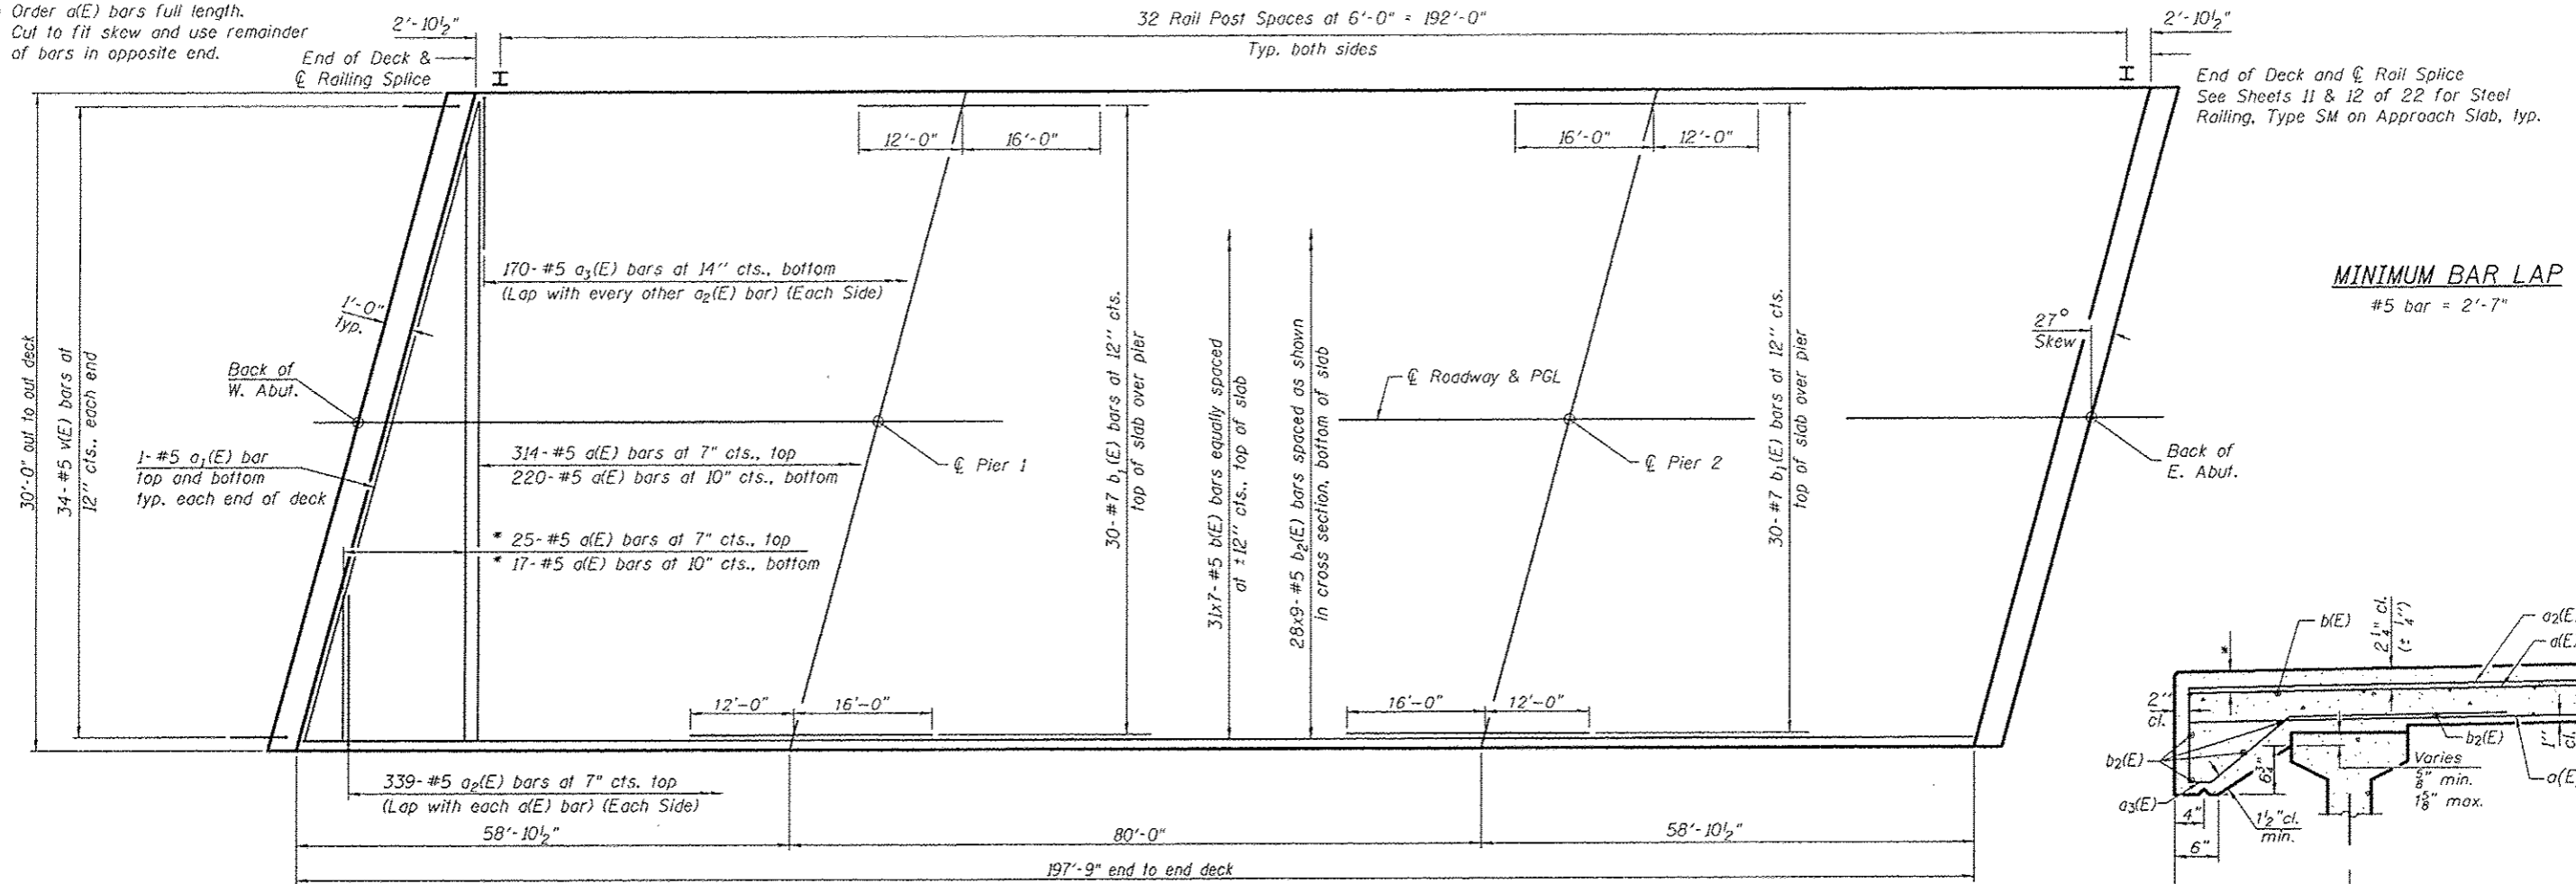 Order a(E) bars full length.
Cut to fit skew and use remainder
of bars in opposite end.
2'-10½"
End of Deck &
℄ Railing Splice
32 Rail Post Spaces at 6'-0" = 192'-0"
Typ. both sides
2'-10½"
End of Deck and ℄ Rail Splice
See Sheets 11 & 12 of 22 for Steel
Railing, Type SM on Approach Slab, typ.
12'-0"
16'-0"
16'-0"
12'-0"
30'-0" out to out deck
34-#5 v(E) bars at
12" cts., each end
1'-0"
typ.
170-#5 a₃(E) bars at 14" cts., bottom
(Lap with every other a₂(E) bar) (Each Side)
30-#7 b₁(E) bars at 12" cts.
top of slab over pier
31x7-#5 b(E) bars equally spaced
at ±12" cts., top of slab
28x9-#5 b₂(E) bars spaced as shown
in cross section, bottom of slab
30-#7 b₁(E) bars at 12" cts.
top of slab over pier
27°
Skew
MINIMUM BAR LAP
#5 bar = 2'-7"
Back of
W. Abut.
℄ Roadway & PGL
1-#5 a₁(E) bar
top and bottom
typ. each end of deck
314-#5 a(E) bars at 7" cts., top
220-#5 a(E) bars at 10" cts., bottom
℄ Pier 1
℄ Pier 2
Back of
E. Abut.
* 25-#5 a(E) bars at 7" cts., top
* 17-#5 a(E) bars at 10" cts., bottom
12'-0"
16'-0"
16'-0"
12'-0"
339-#5 a₂(E) bars at 7" cts. top
(Lap with each a(E) bar) (Each Side)
58'-10½"
80'-0"
58'-10½"
197'-9" end to end deck
b(E)
2¼" cl.
(± ¼")
a₂(E)
a(E)
*
2"
cl.
b₂(E)
b₂(E)
1"
cl.
a(E)
6¾"
Varies
⅝" min.
1⅝" max.
a₃(E)
4"
1½" cl.
min.
6"